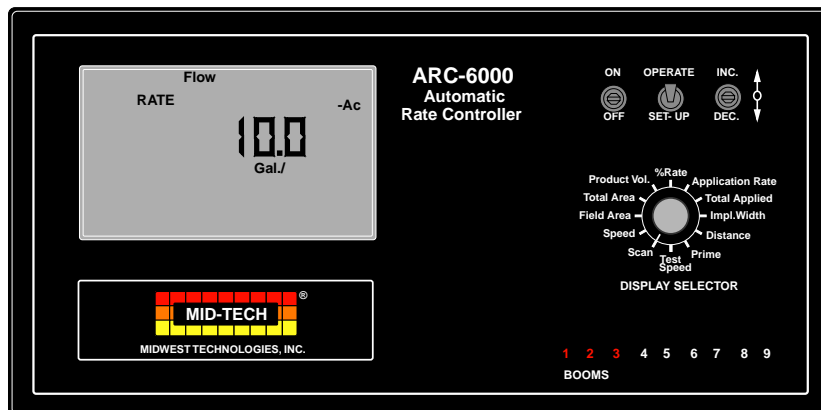 Flow
RATE
-Ac
10.0
Gal./
ARC-6000
Automatic
Rate Controller
ON
OFF
OPERATE
SET- UP
INC.
DEC.
%Rate
Product Vol.
Application Rate
Total Area
Total Applied
Field Area
Impl.Width
Speed
Distance
Scan
Test
Speed
Prime
DISPLAY SELECTOR
®
MID-TECH
MIDWEST TECHNOLOGIES, INC.
1 2 3 4 5 6 7 8 9
BOOMS